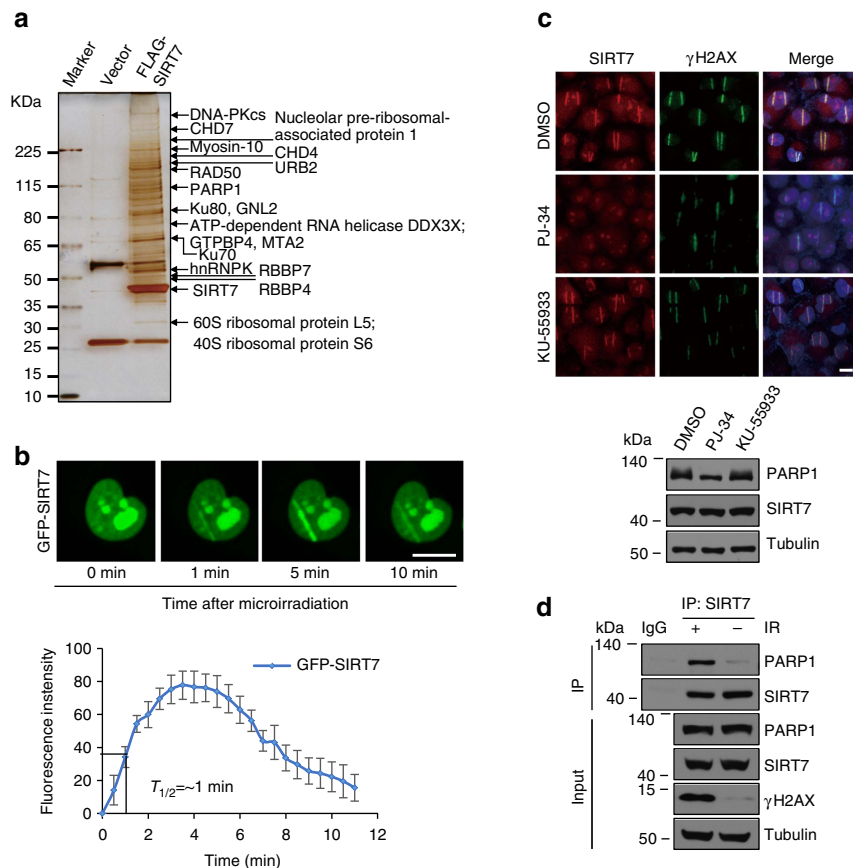 a
Marker
Vector
FLAG-
SIRT7
KDa
225
115
80
65
50
35
30
25
15
10
DNA-PKcs
CHD7
Nucleolar pre-ribosomal-
associated protein 1
Myosin-10
CHD4
URB2
RAD50
PARP1
Ku80, GNL2
ATP-dependent RNA helicase DDX3X;
GTPBP4, MTA2
Ku70
hnRNPK
RBBP7
SIRT7
RBBP4
60S ribosomal protein L5;
40S ribosomal protein S6
b
GFP-SIRT7
0 min
1 min
5 min
10 min
Time after microirradiation
Fluorescence instensity
100
80
60
40
20
0
GFP-SIRT7
T1/2=~1 min
0 2 4 6 8 10 12
Time (min)
c
SIRT7
γH2AX
Merge
DMSO
PJ-34
KU-55933
kDa
DMSO
PJ-34
KU-55933
140
PARP1
SIRT7
40
Tubulin
50
d
IP: SIRT7
kDa
IgG
+
–
IR
140
IP
PARP1
40
SIRT7
Input
140
PARP1
SIRT7
40
15
γH2AX
50
Tubulin